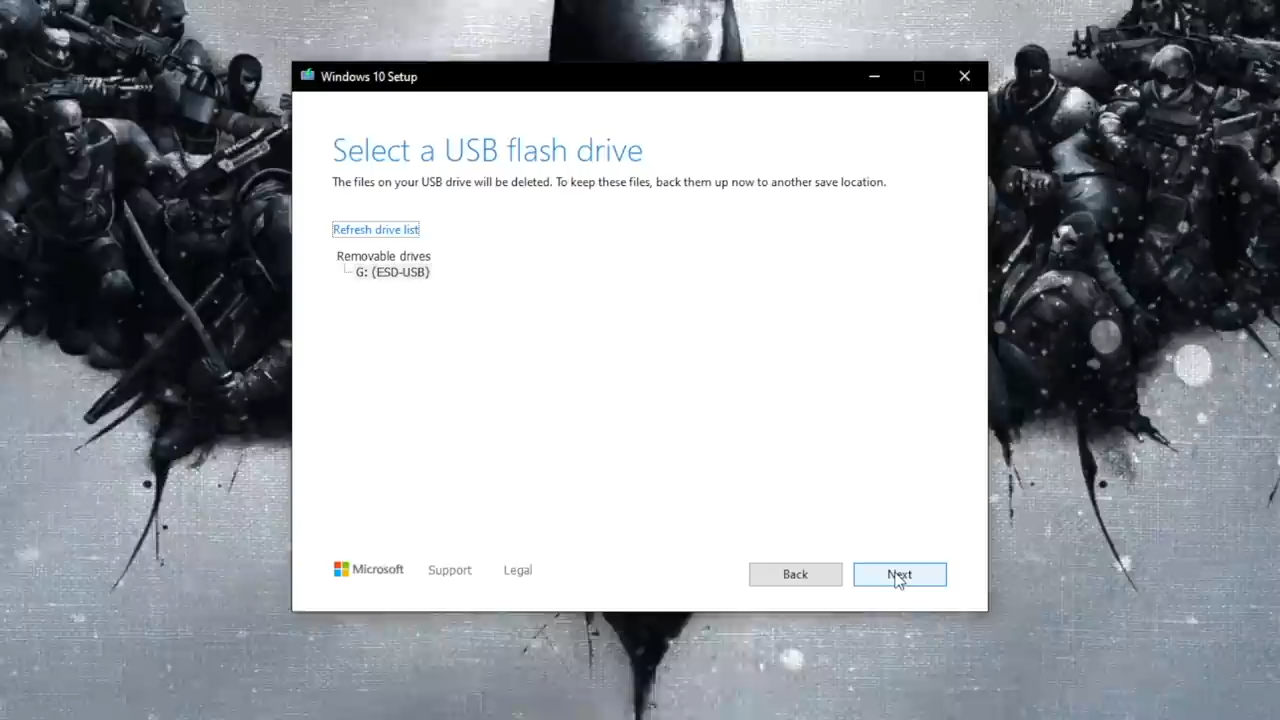 Windows 10 Setup
Select a USB flash drive
The files on your USB drive will be deleted. To keep these files, back them up now to another save location.
Refresh drive list
Removable drives
G: (ESD-USB)
Microsoft Support Legal Back Next